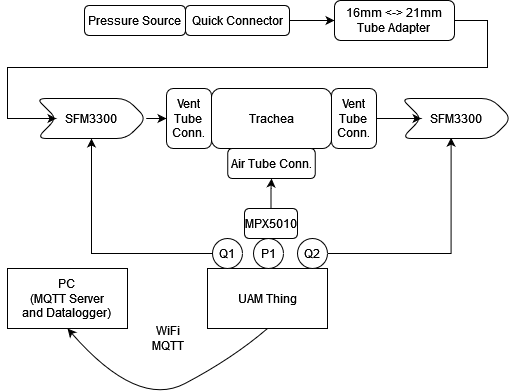 Pressure Source
Quick Connector
16mm <-> 21mm
Tube Adapter
SFM3300
Vent
Tube
Conn.
Trachea
Vent
Tube
Conn.
SFM3300
Air Tube Conn.
MPX5010
Q1
P1
Q2
PC
(MQTT Server
and Datalogger)
UAM Thing
WiFi
MQTT